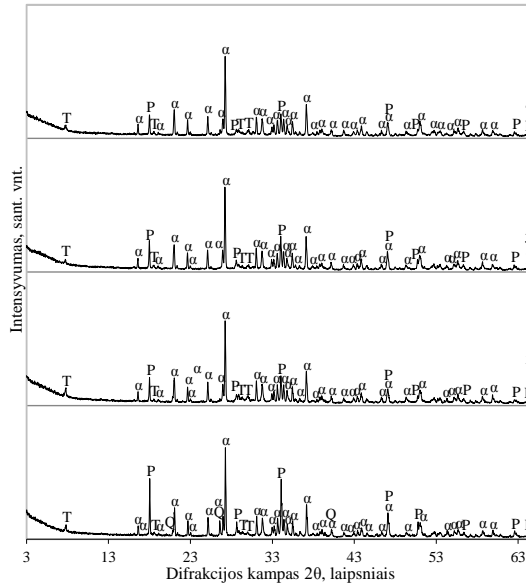 Intensyvumas, sant. vnt.
α
T α P T α α α α α P T T α α α P α α α α α α α α α α α P α α P α α α α α α P α α P
α
T α P T α α α α α P T T α α α P α α α α α α α α α α α P α α P α α α α α P α α P
α
T α P T α α α α α α P T T α α α P α α α α α α α α α α α P α α P α α α α α P α α P
α
T α α P T α Q α α α α Q α P T T α α α P α α α α α α Q α α α α α α P α α P α α α α α P α α P
3 13 23 33 43 53 63
Difrakcijos kampas 2θ, laipsniais